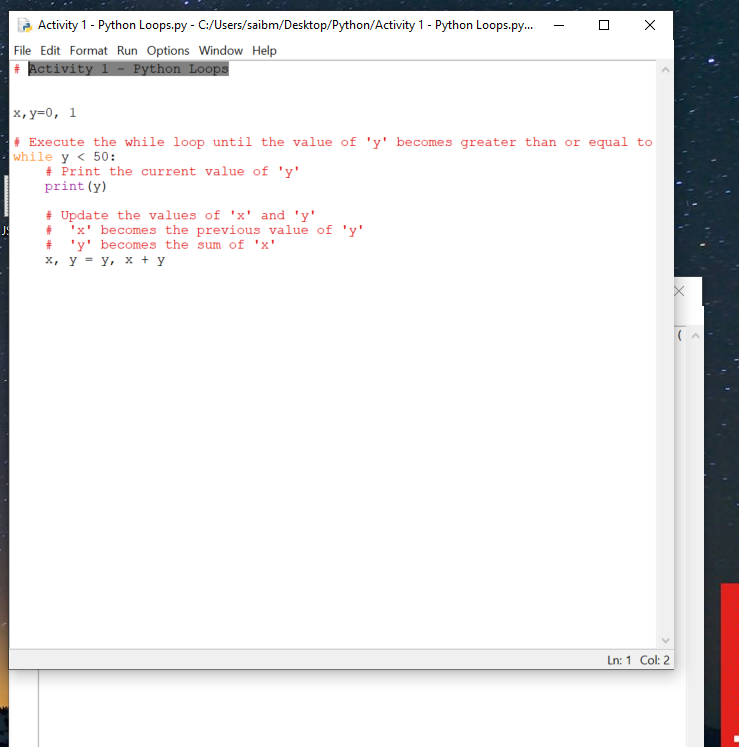 Activity 1 - Python Loops.py - C:/Users/saibm/Desktop/Python/Activity 1 - Python Loops.py...
File Edit Format Run Options Window Help
# Activity 1 - Python Loops
x,y=0, 1
# Execute the while loop until the value of 'y' becomes greater than or equal to
while y < 50:
# Print the current value of 'y'
print(y)
# Update the values of 'x' and 'y'
# 'x' becomes the previous value of 'y'
# 'y' becomes the sum of 'x'
x, y = y, x + y
(
Ln: 1 Col: 2